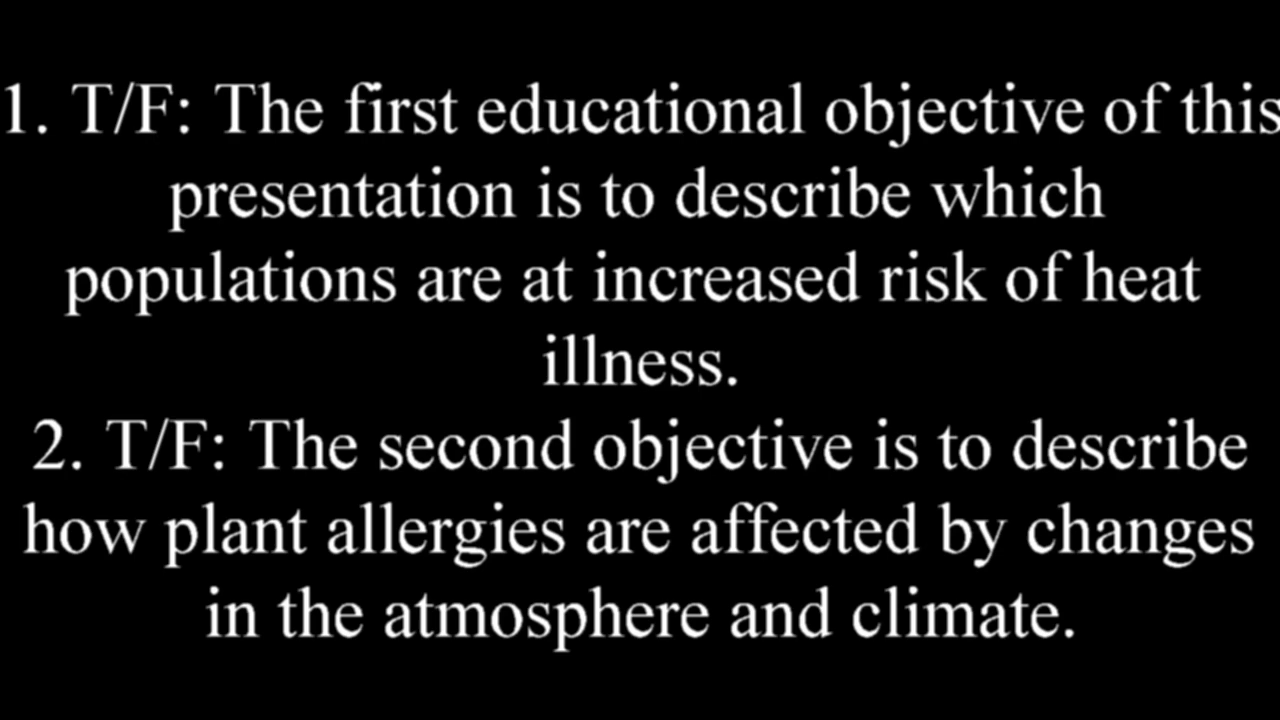 1. T/F: The first educational objective of this
presentation is to describe which
populations are at increased risk of heat
illness.
2. T/F: The second objective is to describe
how plant allergies are affected by changes
in the atmosphere and climate.